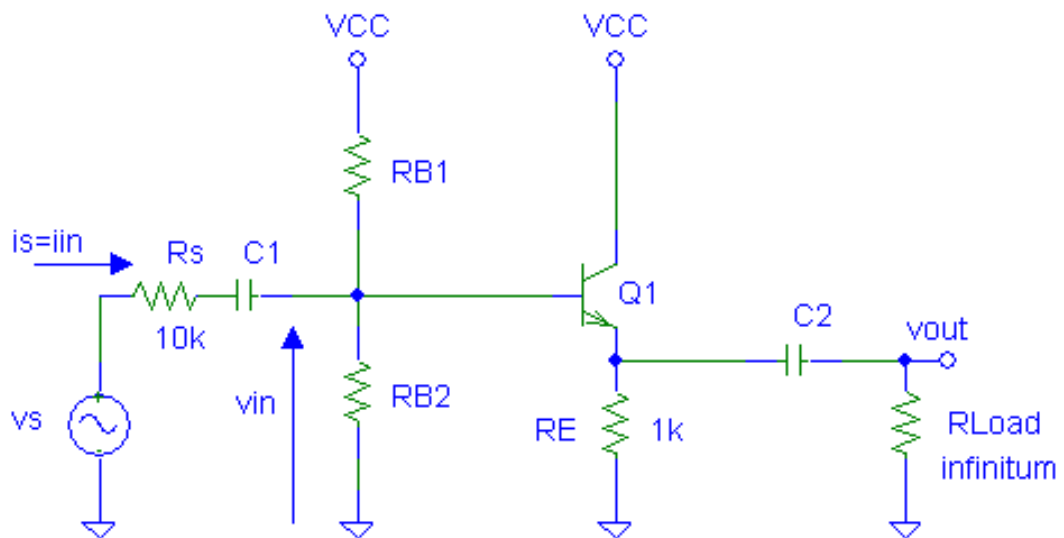 VCC
VCC
RB1
is=iin
Rs
C1
Q1
C2
vout
10k
vs
vin
RB2
RE
1k
RLoad
infinitum